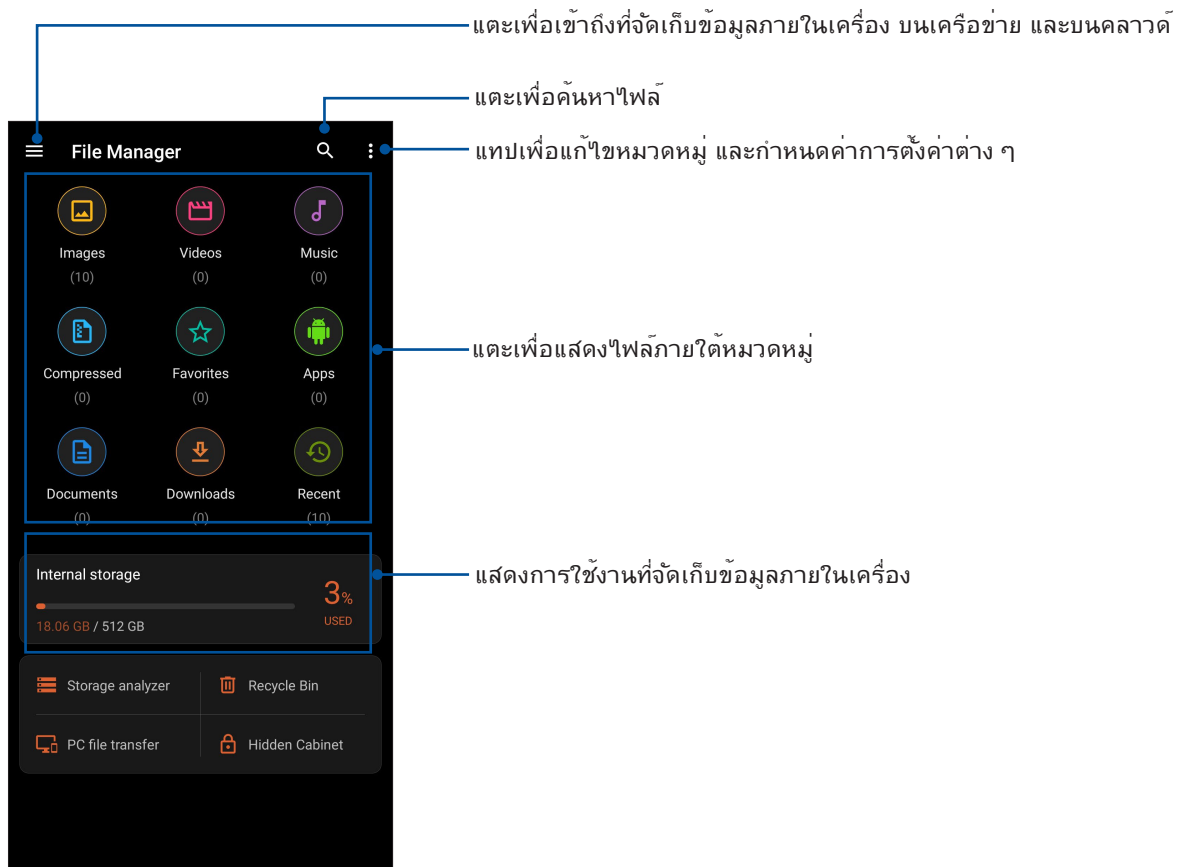 แตะเพื่อเข้าถึงที่จัดเก็บข้อมูลภายในเครื่อง บนเครือข่าย และบนคลาวด์
แตะเพื่อค้นหาไฟล์
File Manager
แทปเพื่อแก้ไขหมวดหมู่ และกำหนดค่าการตั้งค่าต่าง ๆ
Images Videos Music
(10) (0) (0)
Compressed Favorites Apps
(0) (0) (0)
แตะเพื่อแสดงไฟล์ภายใต้หมวดหมู่
Documents Downloads Recent
(0) (0) (10)
Internal storage
3%
USED
18.06 GB / 512 GB
แสดงการใช้งานที่จัดเก็บข้อมูลภายในเครื่อง
Storage analyzer Recycle Bin
PC file transfer Hidden Cabinet